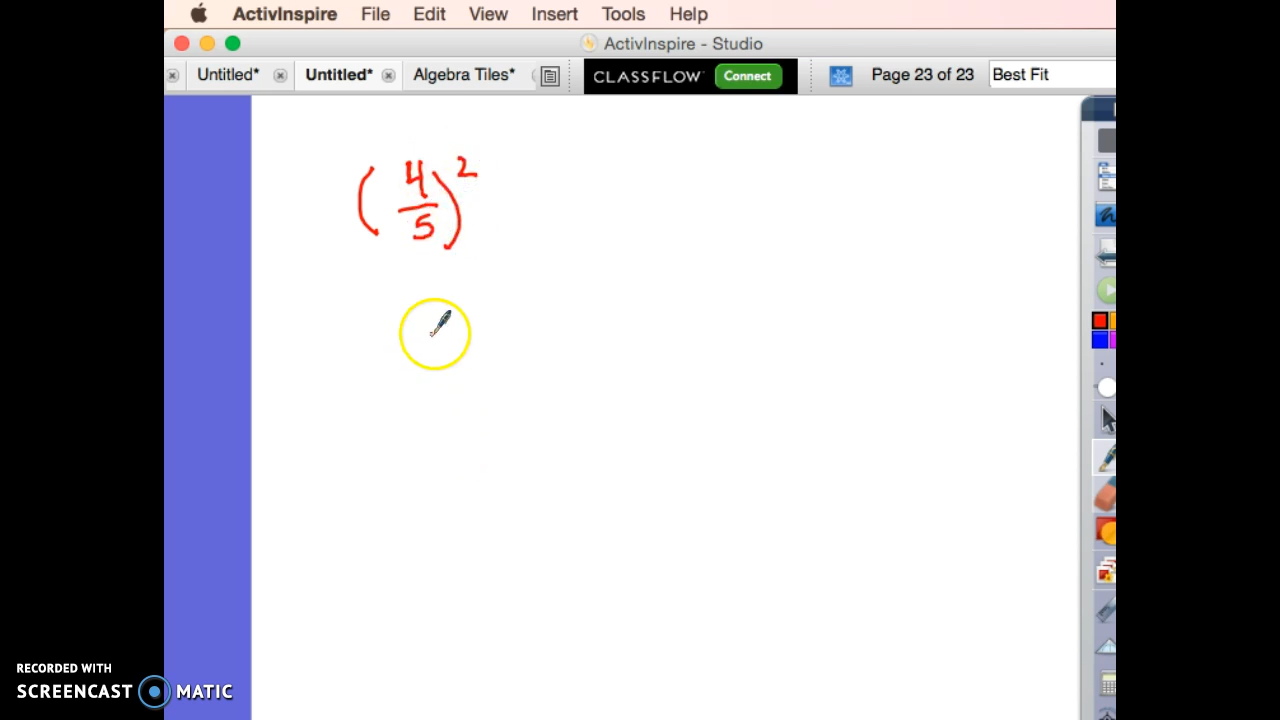 ActivInspire File Edit View Insert Tools Help
ActivInspire - Studio
Untitled* Untitled* Algebra Tiles* CLASSFLOW Connect Page 23 of 23 Best Fit
(4/5)²
RECORDED WITH
SCREENCAST MATIC